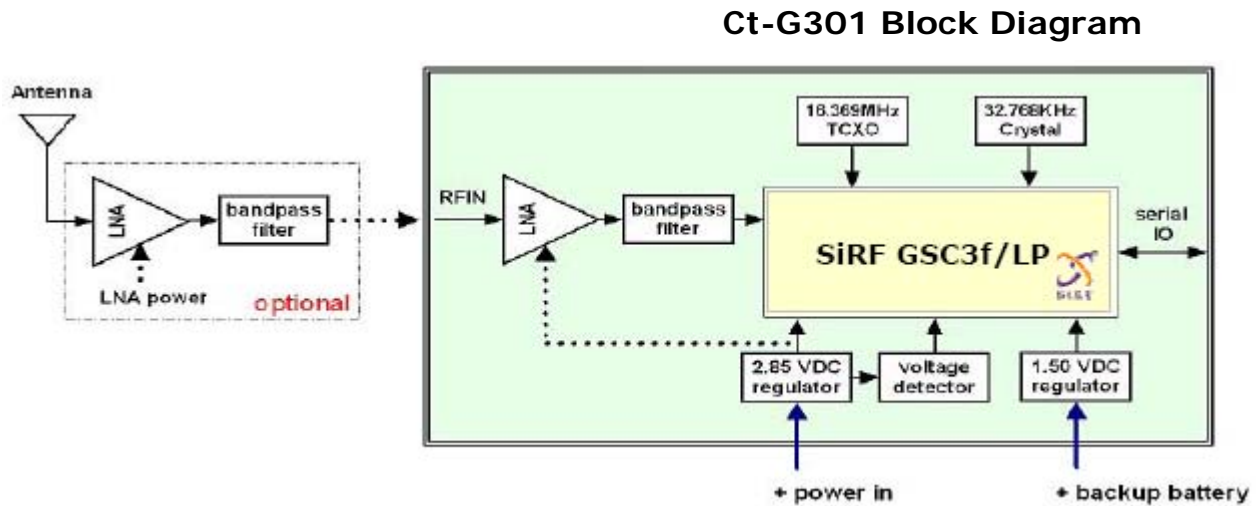 Ct-G301 Block Diagram
Antenna
LNA
bandpass
filter
LNA power
optional
RFIN
LNA
bandpass
filter
16.369MHz
TCXO
32.768KHz
Crystal
SiRF GSC3f/LP
SiRF
serial
IO
2.85 VDC
regulator
voltage
detector
1.50 VDC
regulator
+ power in
+ backup battery